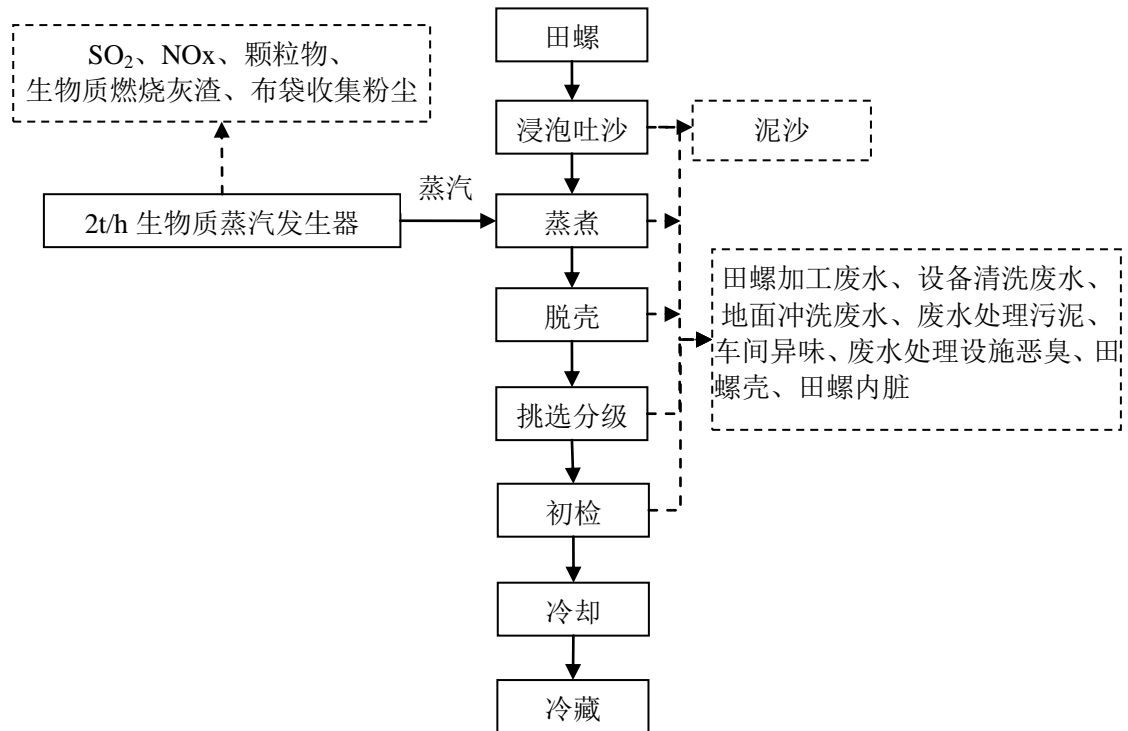 SO₂、NOx、颗粒物、
生物质燃烧灰渣、布袋收集粉尘
田螺
浸泡吐沙
泥沙
蒸汽
2t/h 生物质蒸汽发生器
蒸煮
脱壳
田螺加工废水、设备清洗废水、
地面冲洗废水、废水处理污泥、
车间异味、废水处理设施恶臭、田
螺壳、田螺内脏
挑选分级
初检
冷却
冷藏